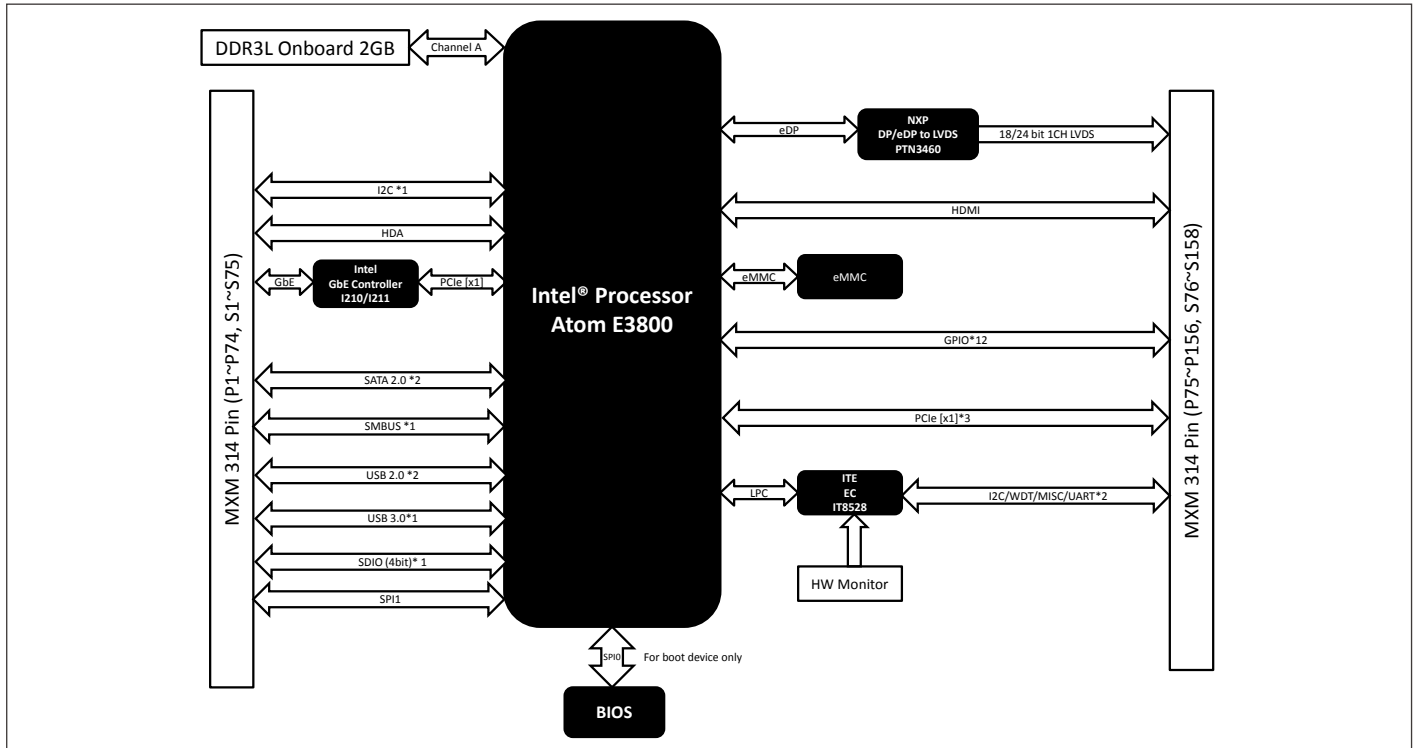 DDR3L Onboard 2GB
Channel A
MXM 314 Pin (P1~P74, S1~S75)
I2C *1
HDA
GbE
Intel
GbE Controller
I210/I211
PCIe [x1]
SATA 2.0 *2
SMBUS *1
USB 2.0 *2
USB 3.0*1
SDIO (4bit)* 1
SPI1
Intel® Processor
Atom E3800
SPI0
For boot device only
BIOS
eDP
NXP
DP/eDP to LVDS
PTN3460
18/24 bit 1CH LVDS
HDMI
eMMC
eMMC
GPIO*12
PCIe [x1]*3
LPC
ITE
EC
IT8528
I2C/WDT/MISC/UART*2
HW Monitor
MXM 314 Pin (P75~P156, S76~S158)